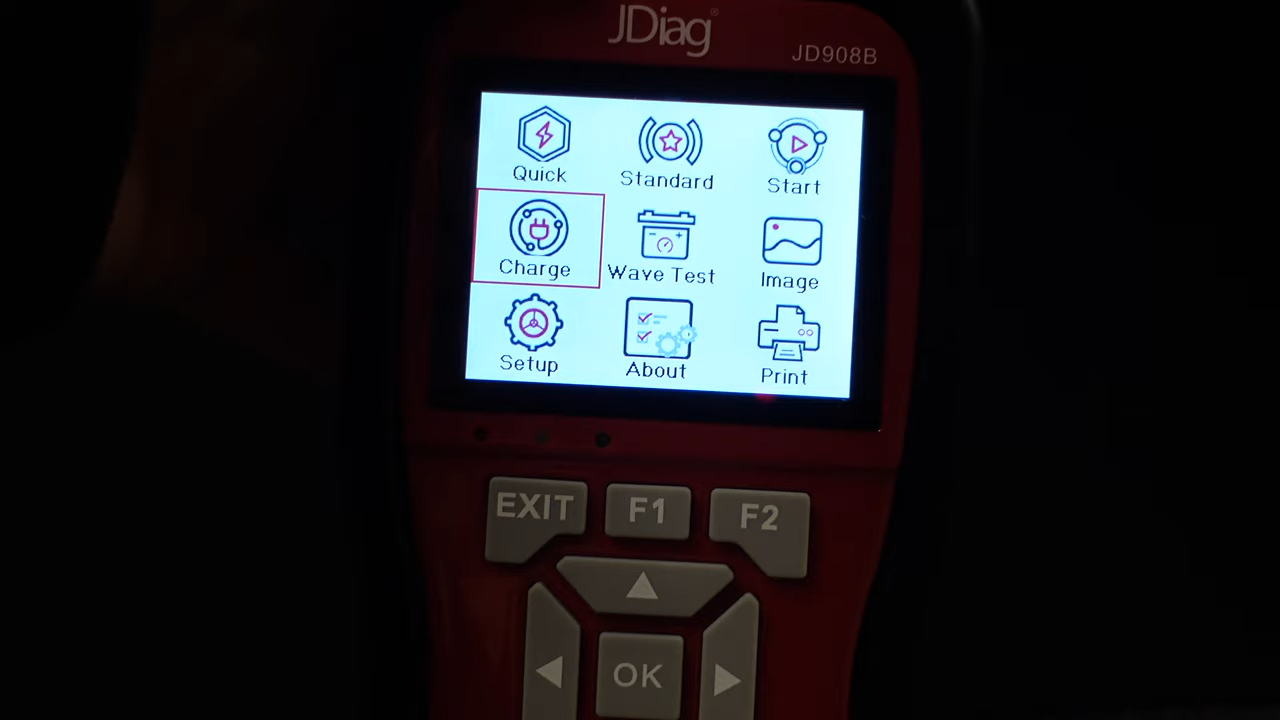 JDiag®
JD908B
Quick Standard Start
Charge Wave Test Image
Setup About Print
EXIT F1 F2
OK